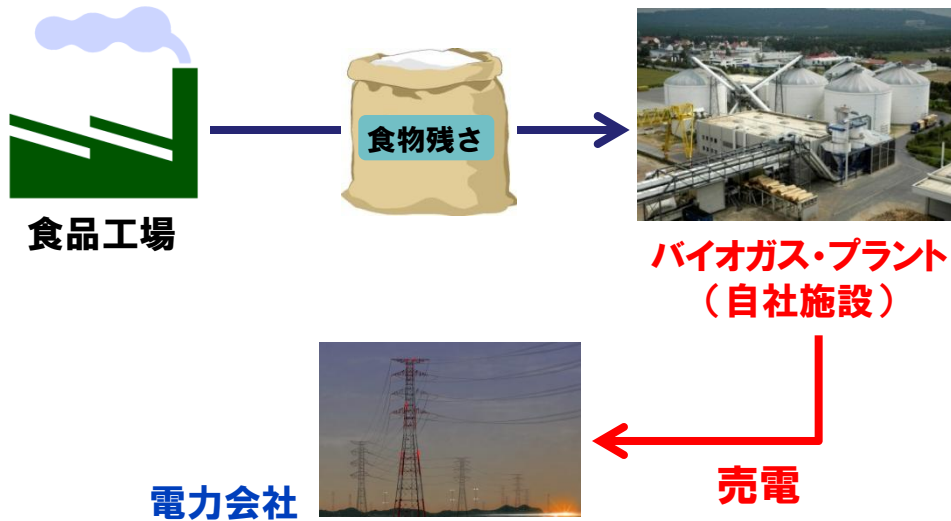 食物残さ
食品工場
バイオガス・プラント
（自社施設）
売電
電力会社